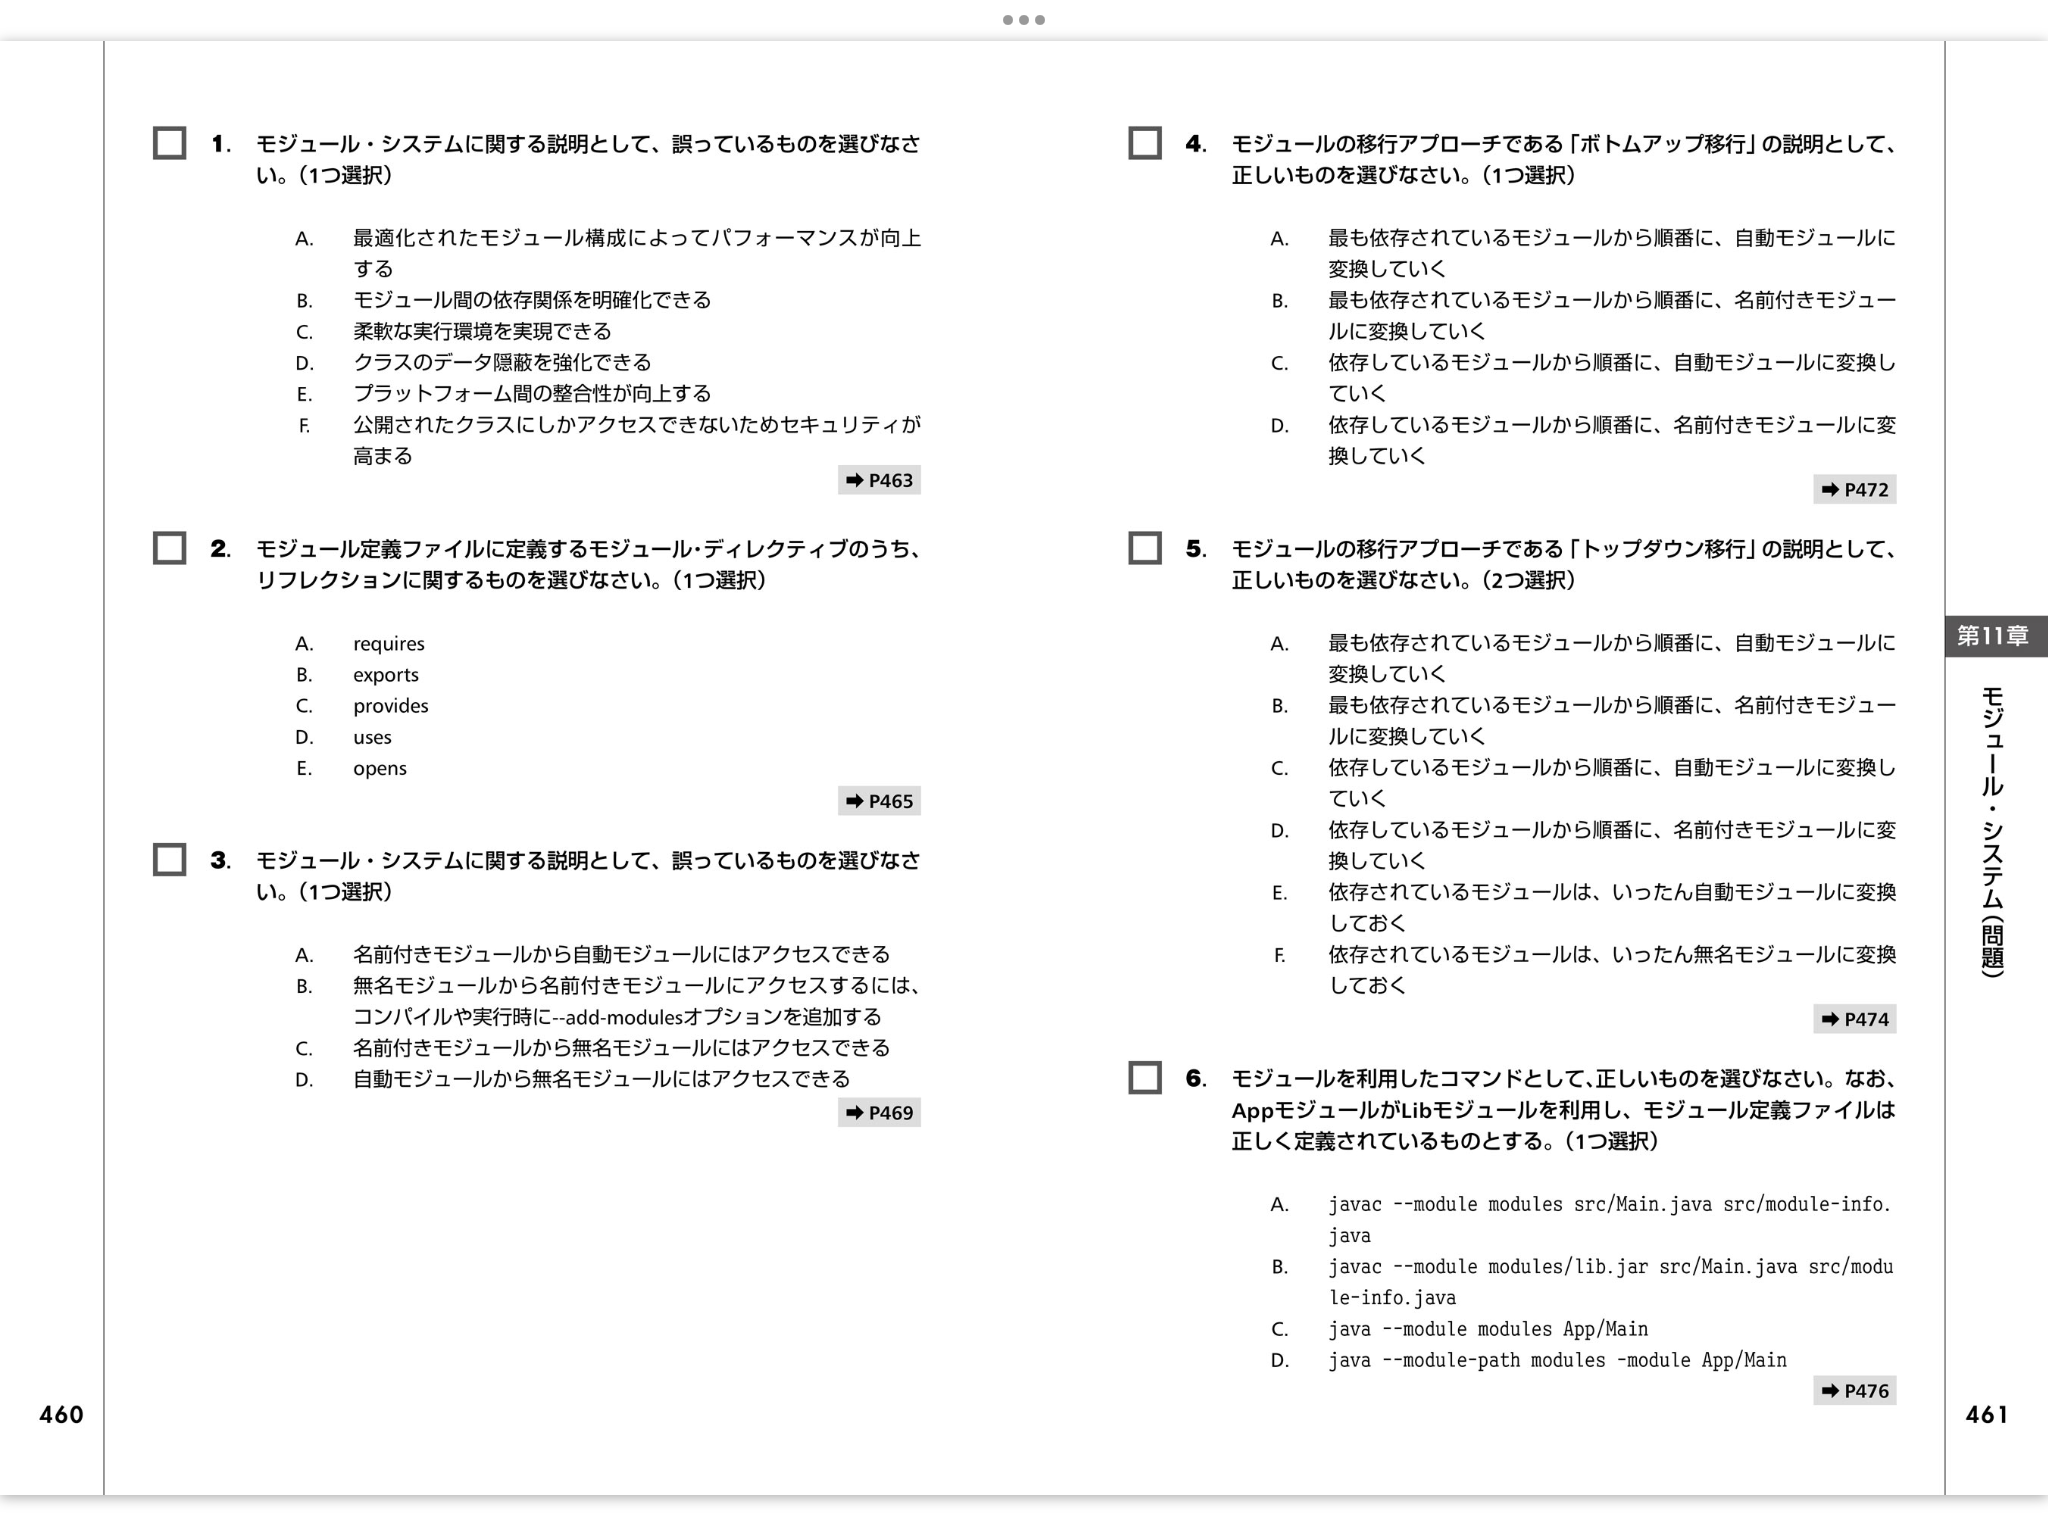 1. モジュール・システムに関する説明として、誤っているものを選びなさ
い。（1つ選択）
A. 最適化されたモジュール構成によってパフォーマンスが向上
する
B. モジュール間の依存関係を明確化できる
C. 柔軟な実行環境を実現できる
D. クラスのデータ隠蔽を強化できる
E. プラットフォーム間の整合性が向上する
F. 公開されたクラスにしかアクセスできないためセキュリティが
高まる
➡ P463
2. モジュール定義ファイルに定義するモジュール・ディレクティブのうち、
リフレクションに関するものを選びなさい。（1つ選択）
A. requires
B. exports
C. provides
D. uses
E. opens
➡ P465
3. モジュール・システムに関する説明として、誤っているものを選びなさ
い。（1つ選択）
A. 名前付きモジュールから自動モジュールにはアクセスできる
B. 無名モジュールから名前付きモジュールにアクセスするには、
コンパイルや実行時に--add-modulesオプションを追加する
C. 名前付きモジュールから無名モジュールにはアクセスできる
D. 自動モジュールから無名モジュールにはアクセスできる
➡ P469
460
4. モジュールの移行アプローチである「ボトムアップ移行」の説明として、
正しいものを選びなさい。（1つ選択）
A. 最も依存されているモジュールから順番に、自動モジュールに
変換していく
B. 最も依存されているモジュールから順番に、名前付きモジュー
ルに変換していく
C. 依存しているモジュールから順番に、自動モジュールに変換し
ていく
D. 依存しているモジュールから順番に、名前付きモジュールに変
換していく
➡ P472
5. モジュールの移行アプローチである「トップダウン移行」の説明として、
正しいものを選びなさい。（2つ選択）
A. 最も依存されているモジュールから順番に、自動モジュールに
変換していく
B. 最も依存されているモジュールから順番に、名前付きモジュー
ルに変換していく
C. 依存しているモジュールから順番に、自動モジュールに変換し
ていく
D. 依存しているモジュールから順番に、名前付きモジュールに変
換していく
E. 依存されているモジュールは、いったん自動モジュールに変換
しておく
F. 依存されているモジュールは、いったん無名モジュールに変換
しておく
➡ P474
6. モジュールを利用したコマンドとして、正しいものを選びなさい。なお、
AppモジュールがLibモジュールを利用し、モジュール定義ファイルは
正しく定義されているものとする。（1つ選択）
A. javac --module modules src/Main.java src/module-info.
java
B. javac --module modules/lib.jar src/Main.java src/modu
le-info.java
C. java --module modules App/Main
D. java --module-path modules -module App/Main
➡ P476
第11章
モジュール・システム（問題）
461